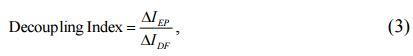 Decoupling Index = ΔI_EP / ΔI_DF , (3)